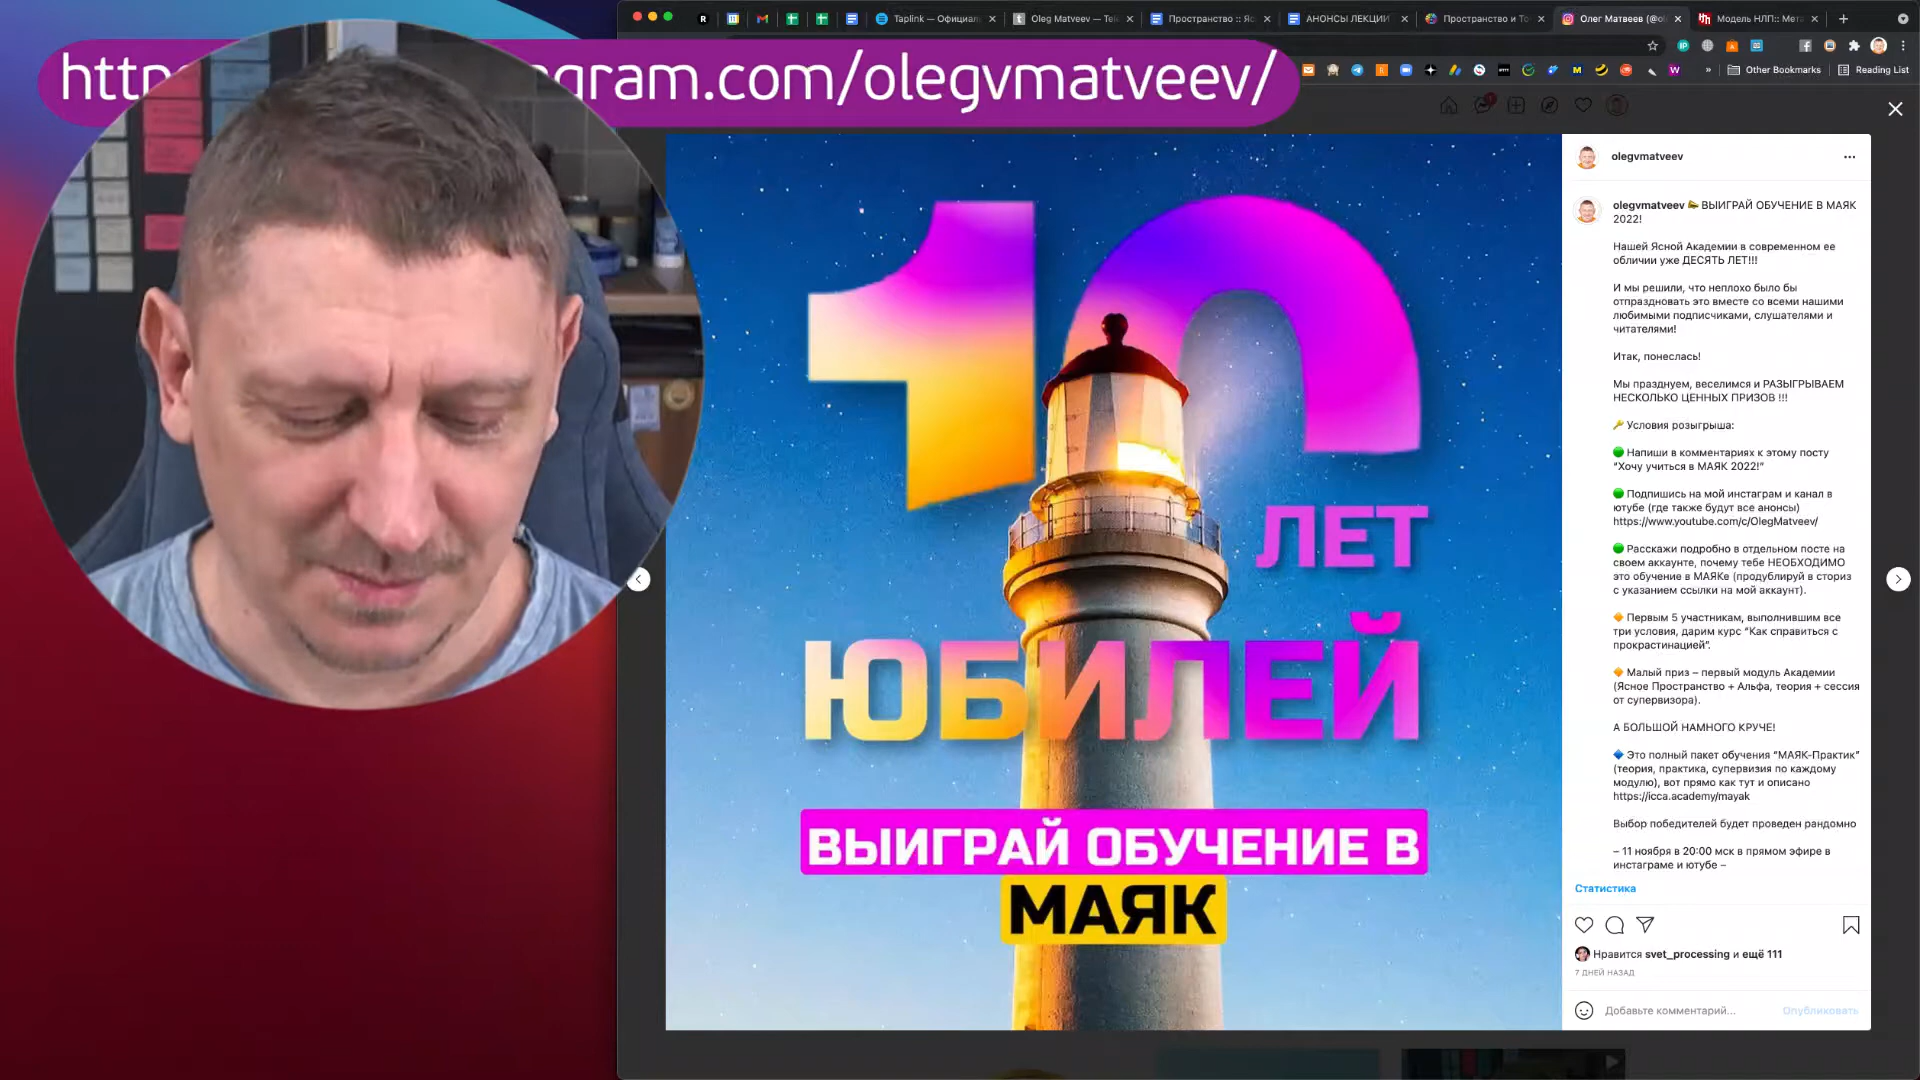 Taplink — Официал
Oleg Matveev — Tele
Пространство :: Яс
АНОНСЫ ЛЕКЦИЙ
Пространство и То
Олег Матвеев (@ol
Модель НЛП:: Мета
Other Bookmarks
Reading List
gram.com/olegvmatveev/
10
ЛЕТ
ЮБИЛЕЙ
ВЫИГРАЙ ОБУЧЕНИЕ В
МАЯК
olegvmatveev
olegvmatveev ВЫИГРАЙ ОБУЧЕНИЕ В МАЯК
2022!
Нашей Ясной Академии в современном ее
обличии уже ДЕСЯТЬ ЛЕТ!!!
И мы решили, что неплохо было бы
отпраздновать это вместе со всеми нашими
любимыми подписчиками, слушателями и
читателями!
Итак, понеслась!
Мы празднуем, веселимся и РАЗЫГРЫВАЕМ
НЕСКОЛЬКО ЦЕННЫХ ПРИЗОВ !!!
🔑 Условия розыгрыша:
🟢 Напиши в комментариях к этому посту
“Хочу учиться в МАЯК 2022!”
🟢 Подпишись на мой инстаграм и канал в
ютубе (где также будут все анонсы)
https://www.youtube.com/c/OlegMatveev/
🟢 Расскажи подробно в отдельном посте на
своем аккаунте, почему тебе НЕОБХОДИМО
это обучение в МАЯКе (продублируй в сториз
с указанием ссылки на мой аккаунт).
🔶 Первым 5 участникам, выполнившим все
три условия, дарим курс “Как справиться с
прокрастинацией”.
🔶 Малый приз – первый модуль Академии
(Ясное Пространство + Альфа, теория + сессия
от супервизора).
А БОЛЬШОЙ НАМНОГО КРУЧЕ!
🔷 Это полный пакет обучения “МАЯК-Практик”
(теория, практика, супервизия по каждому
модулю), вот прямо как тут и описано
https://icca.academy/mayak
Выбор победителей будет проведен рандомно
– 11 ноября в 20:00 мск в прямом эфире в
инстаграме и ютубе –
Статистика
Нравится svet_processing и ещё 111
7 ДНЕЙ НАЗАД
Добавьте комментарий...
Опубликовать